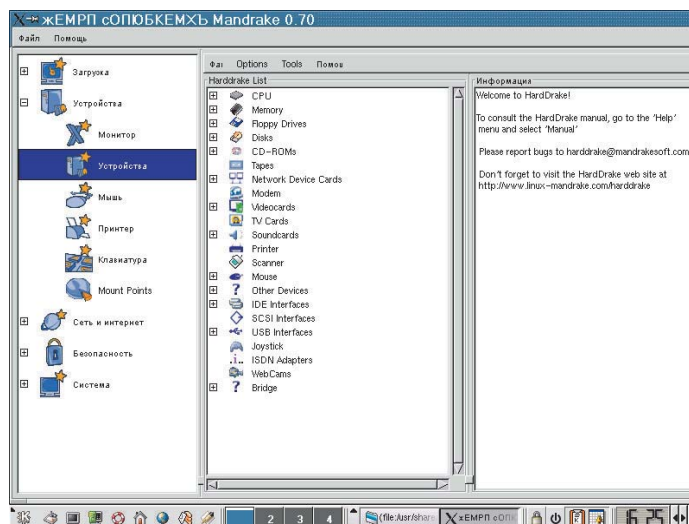 жЕМРП сОПЮБКЕМХЪ Mandrake 0.70
Файл Помощь
Загрузка
Устройства
Монитор
Устройства
Мышь
Принтер
Клавиатура
Mount Points
Сеть и интернет
Безопасность
Система
Фаі Options Tools Помощ
Harddrake List
CPU
Memory
Floppy Drives
Disks
CD-ROMs
Tapes
Network Device Cards
Modem
Videocards
TV Cards
Soundcards
Printer
Scanner
Mouse
Other Devices
IDE Interfaces
SCSI Interfaces
USB Interfaces
Joystick
ISDN Adapters
WebCams
Bridge
Информация
Welcome to HardDrake!
To consult the HardDrake manual, go to the 'Help'
menu and select 'Manual'
Please report bugs to harddrake@mandrakesoft.com
Don't forget to visit the HardDrake web site at
http://www.linux-mandrake.com/harddrake
2 3 4 (file:/usr/share